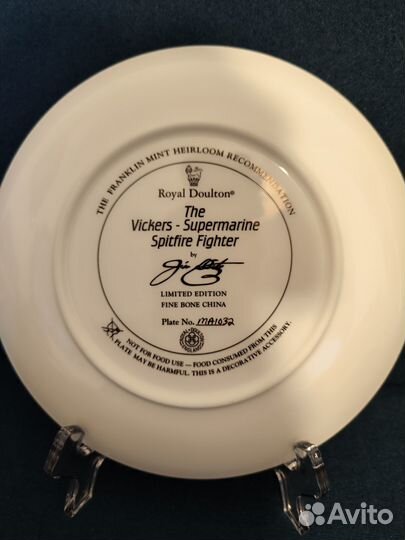 THE FRANKLIN MINT HEIRLOOM RECOMMENDATION
Royal Doulton®
The
Vickers - Supermarine
Spitfire Fighter
by
LIMITED EDITION
FINE BONE CHINA
Plate No. MA1032
NOT FOR FOOD USE — FOOD CONSUMED FROM THIS
PLATE MAY BE HARMFUL. THIS IS A DECORATIVE ACCESSORY.
Avito